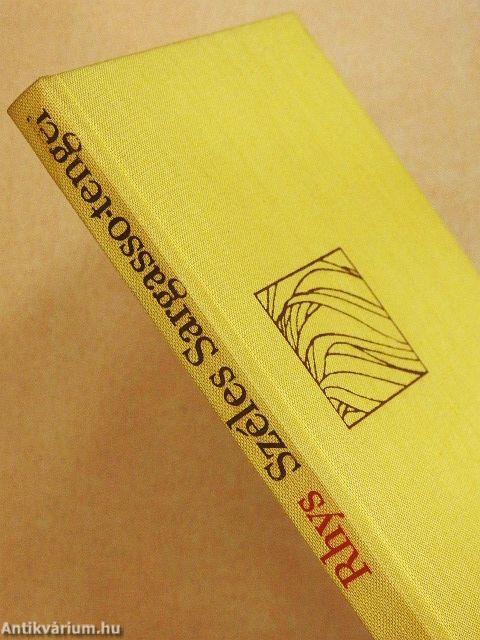 Rhys Széles Sargasso-tenger
Antikvárium.hu